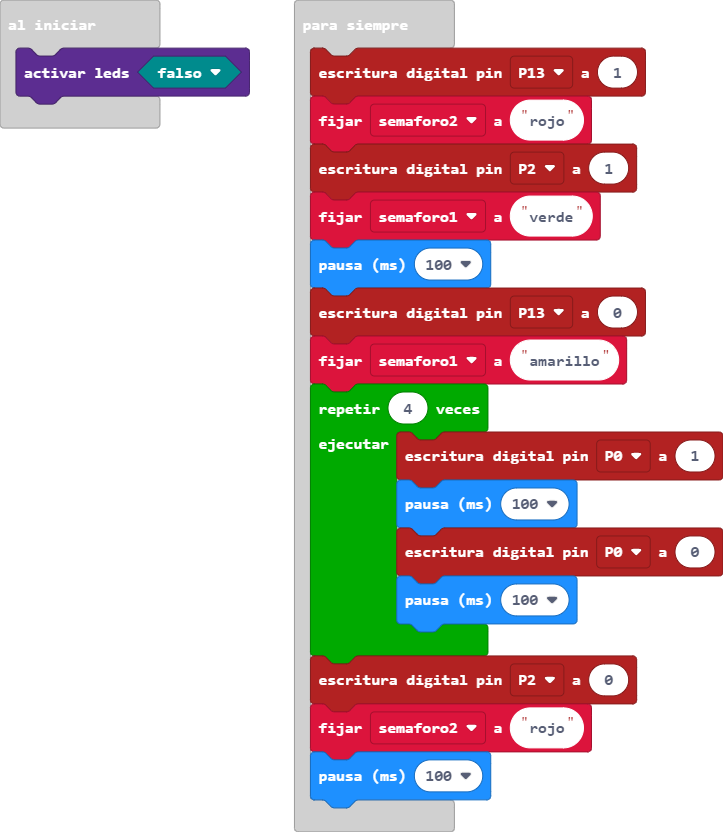 al iniciar
activar leds falso
para siempre
escritura digital pin P13 a 1
fijar semaforo2 a "rojo"
escritura digital pin P2 a 1
fijar semaforo1 a "verde"
pausa (ms) 100
escritura digital pin P13 a 0
fijar semaforo1 a "amarillo"
repetir 4 veces
ejecutar
escritura digital pin P0 a 1
pausa (ms) 100
escritura digital pin P0 a 0
pausa (ms) 100
escritura digital pin P2 a 0
fijar semaforo2 a "rojo"
pausa (ms) 100